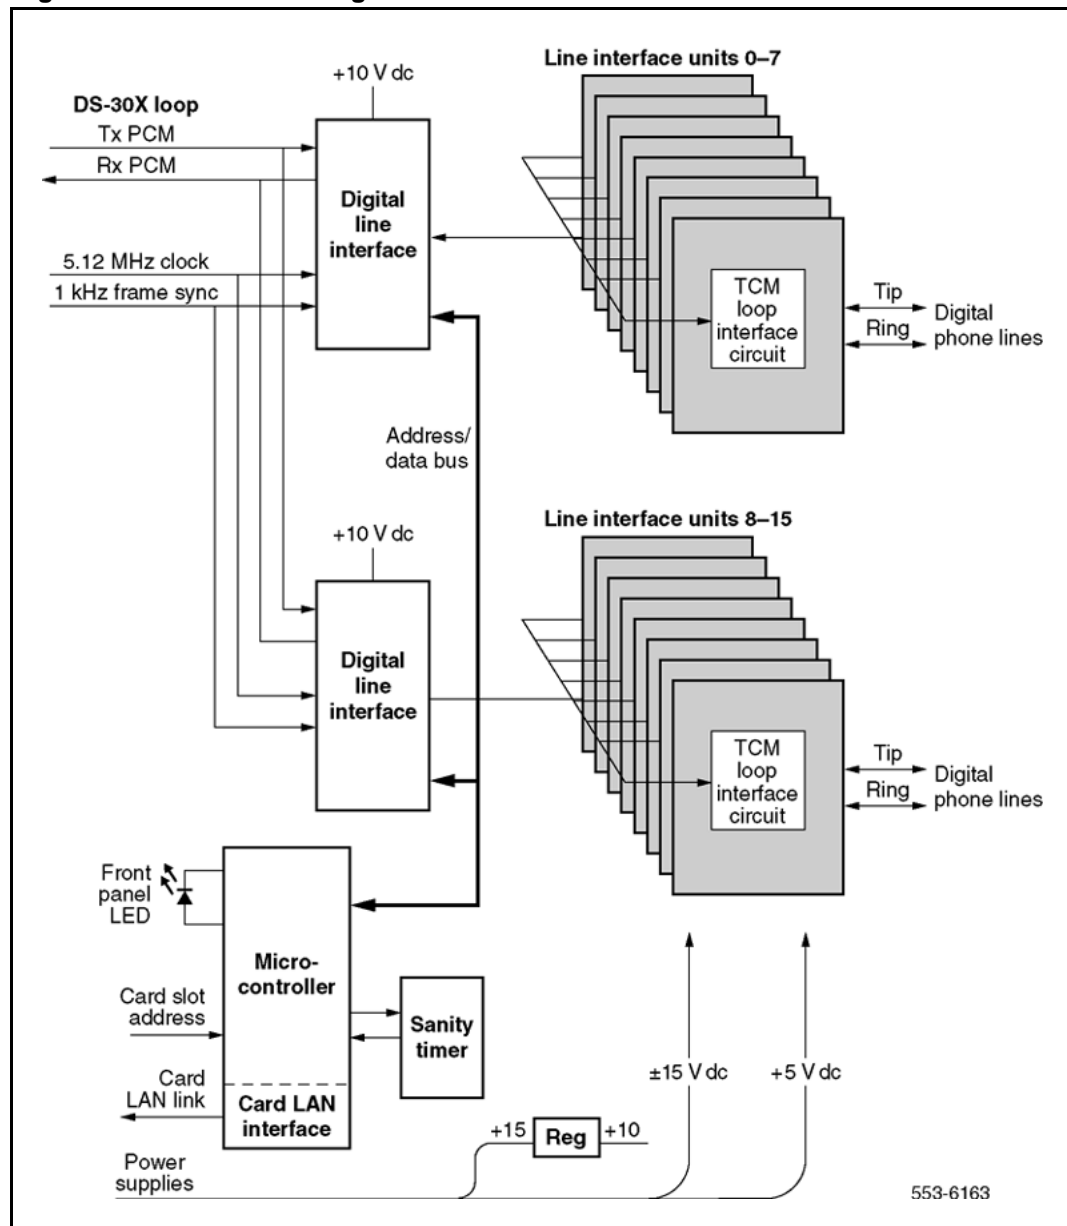 Line interface units 0–7
+10 V dc
DS-30X loop
Tx PCM
Rx PCM
Digital
line
interface
5.12 MHz clock
1 kHz frame sync
TCM
loop
interface
circuit
Tip
Ring
Digital
phone lines
Address/
data bus
Line interface units 8–15
+10 V dc
Digital
line
interface
TCM
loop
interface
circuit
Tip
Ring
Digital
phone lines
Front
panel
LED
Micro-
controller
Card slot
address
Sanity
timer
Card
LAN link
Card LAN
interface
±15 V dc
+5 V dc
+15
Reg
+10
Power
supplies
553-6163